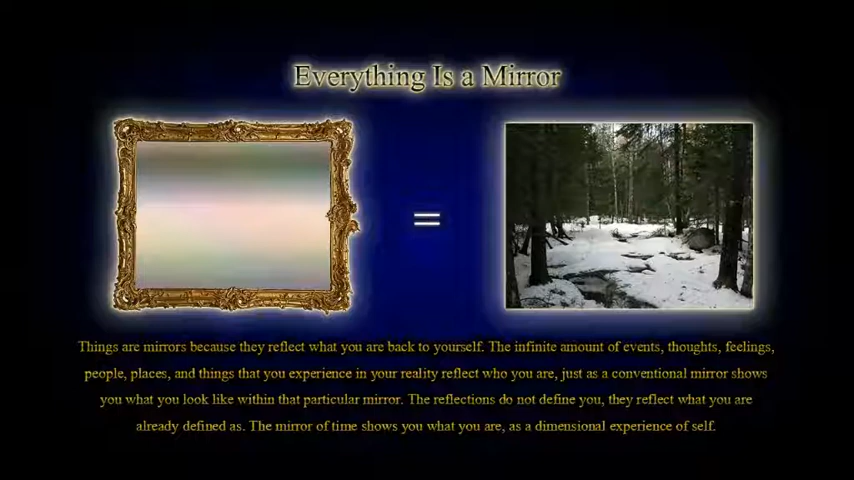 Everything Is a Mirror
=
Things are mirrors because they reflect what you are back to yourself. The infinite amount of events, thoughts, feelings,
people, places, and things that you experience in your reality reflect who you are, just as a conventional mirror shows
you what you look like within that particular mirror. The reflections do not define you, they reflect what you are
already defined as. The mirror of time shows you what you are, as a dimensional experience of self.